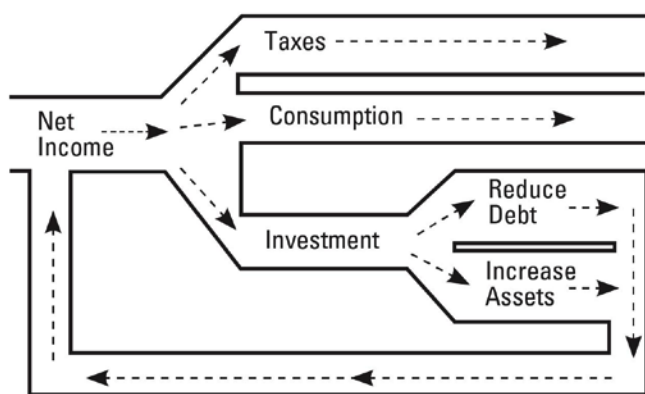 Taxes
Net
Income
Consumption
Investment
Reduce
Debt
Increase
Assets